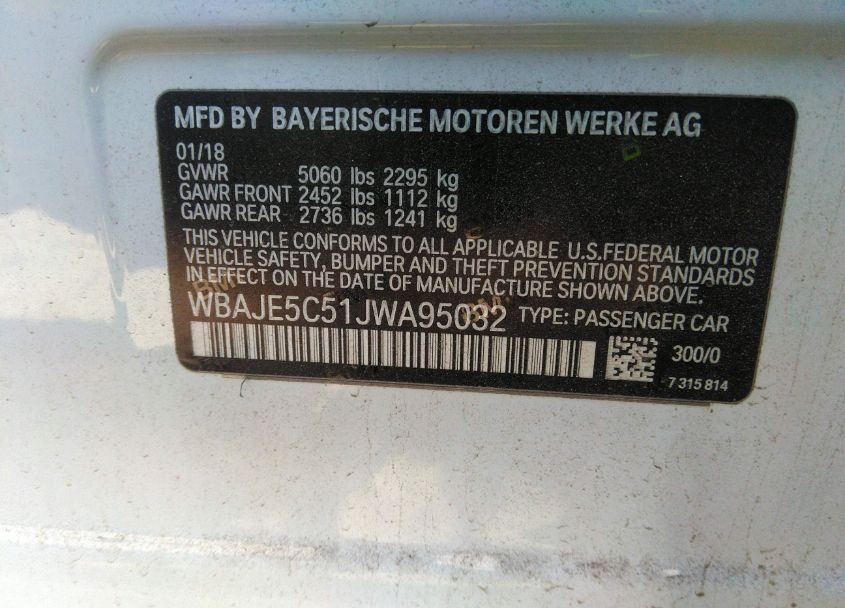 MFD BY BAYERISCHE MOTOREN WERKE AG
01/18
GVWR 5060 lbs 2295 kg
GAWR FRONT 2452 lbs 1112 kg
GAWR REAR 2736 lbs 1241 kg
THIS VEHICLE CONFORMS TO ALL APPLICABLE U.S.FEDERAL MOTOR
VEHICLE SAFETY, BUMPER AND THEFT PREVENTION STANDARDS
IN EFFECT ON THE DATE OF MANUFACTURE SHOWN ABOVE.
WBAJE5C51JWA95032 TYPE: PASSENGER CAR
300/0
7 315 814